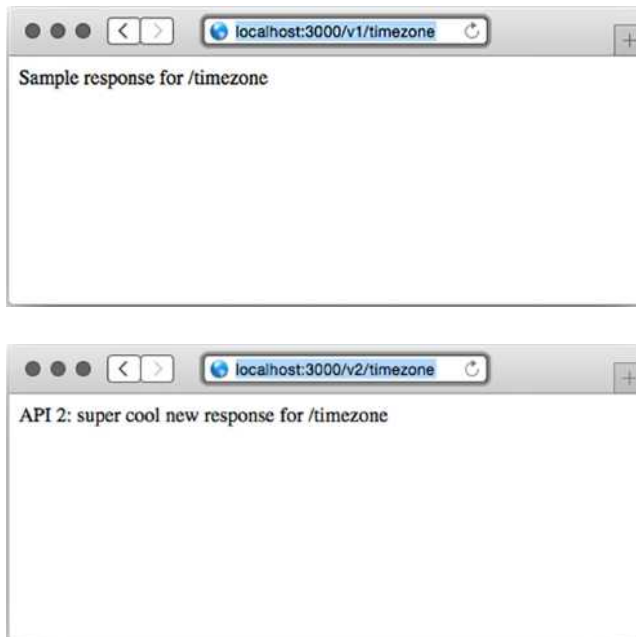 localhost:3000/v1/timezone
Sample response for /timezone
localhost:3000/v2/timezone
API 2: super cool new response for /timezone